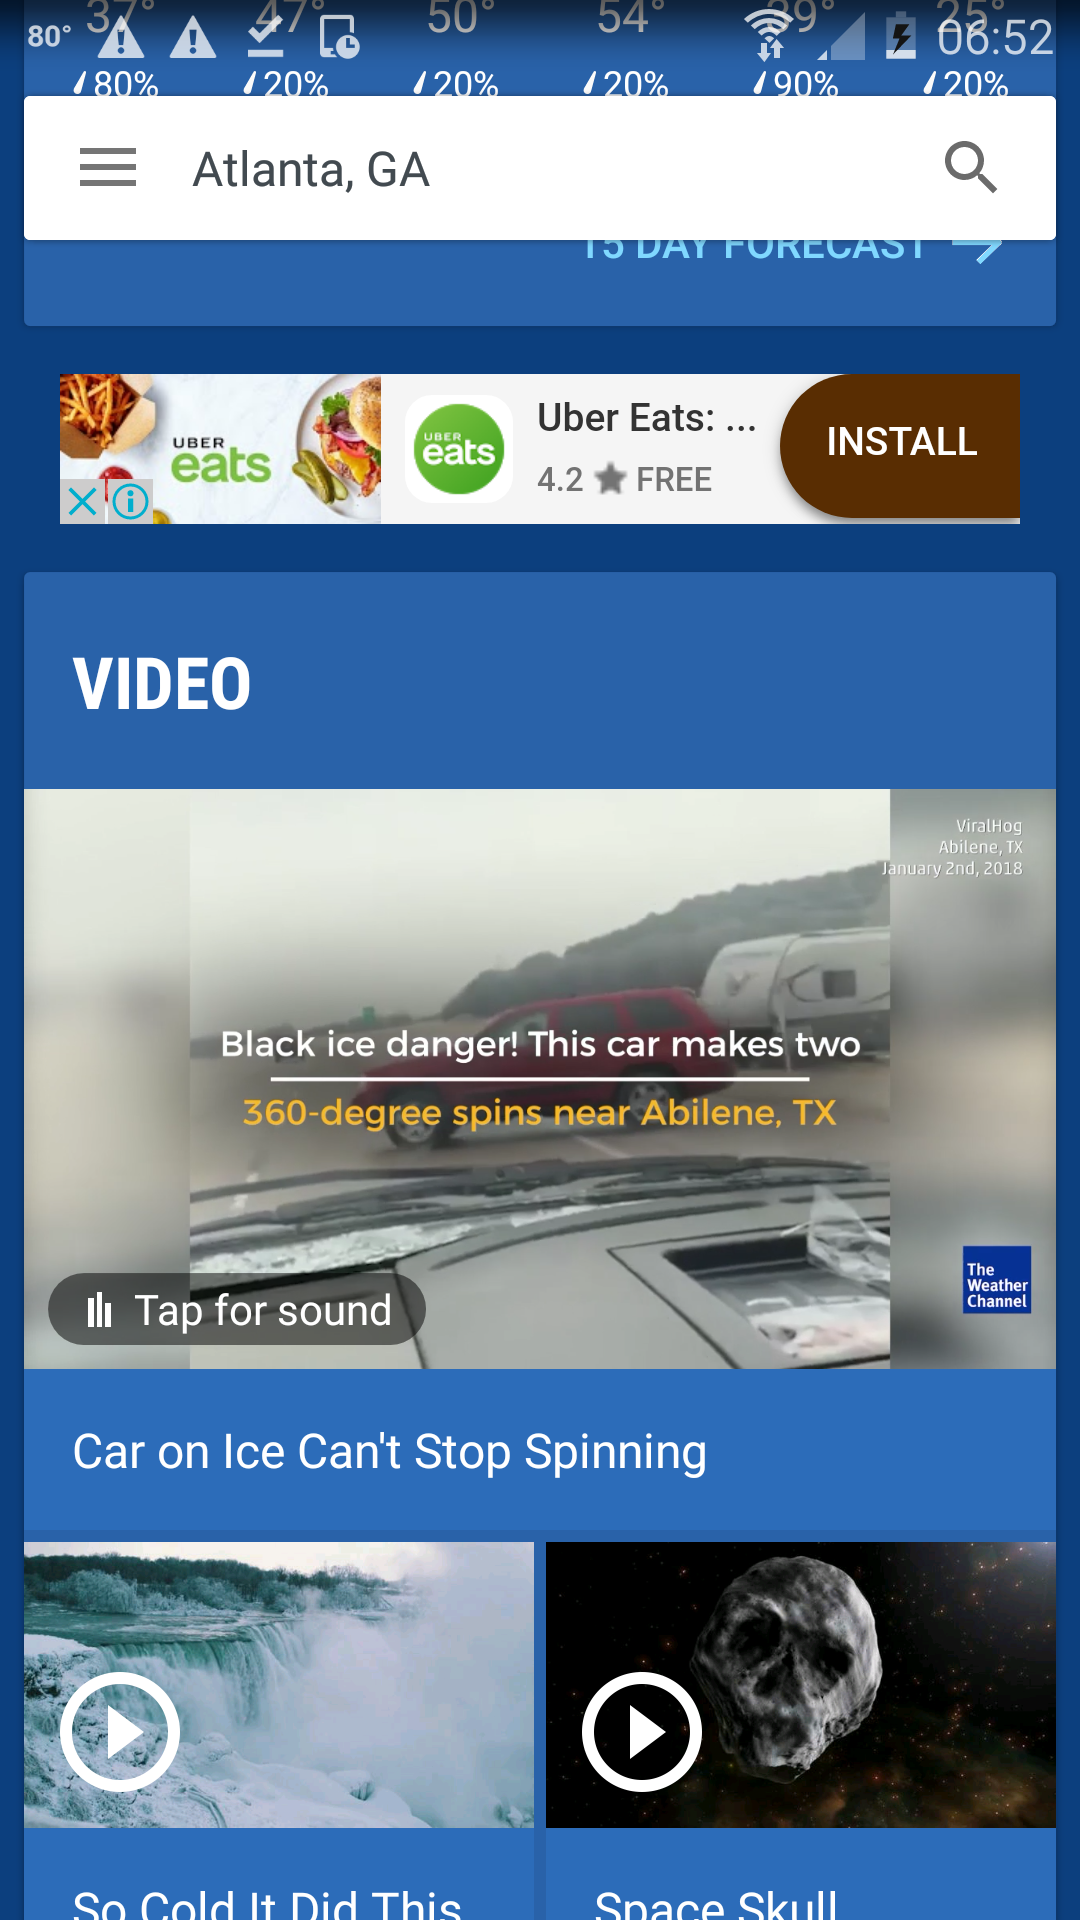 80° 06:52
37° 47° 50° 54° 39° 25°
80% 20% 20% 20% 90% 20%
Atlanta, GA
15 DAY FORECAST
UBER
eats
UBER
eats
Uber Eats: ...
4.2 FREE
INSTALL
VIDEO
ViralHog
Abilene, TX
January 2nd, 2018
Black ice danger! This car makes two
360-degree spins near Abilene, TX
The
Weather
Channel
Tap for sound
Car on Ice Can't Stop Spinning
So Cold It Did This
Space Skull